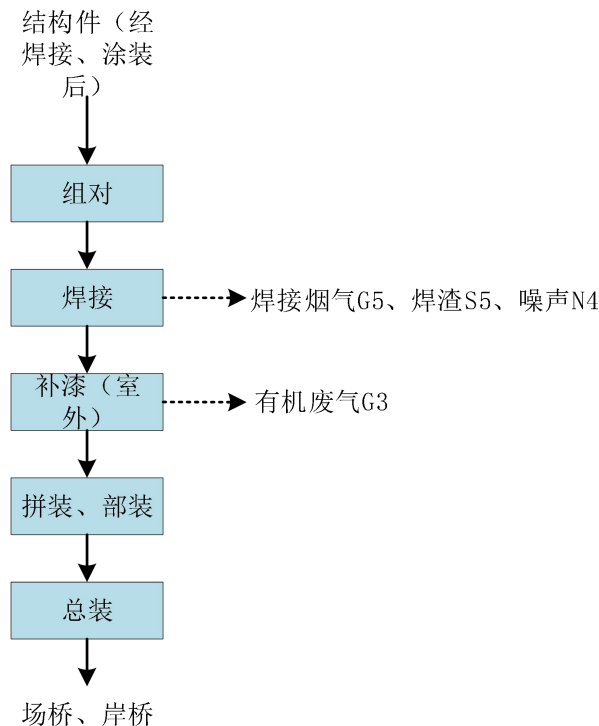 结构件（经
焊接、涂装
后）
组对
焊接
焊接烟气G5、焊渣S5、噪声N4
补漆（室
外）
有机废气G3
拼装、部装
总装
场桥、岸桥